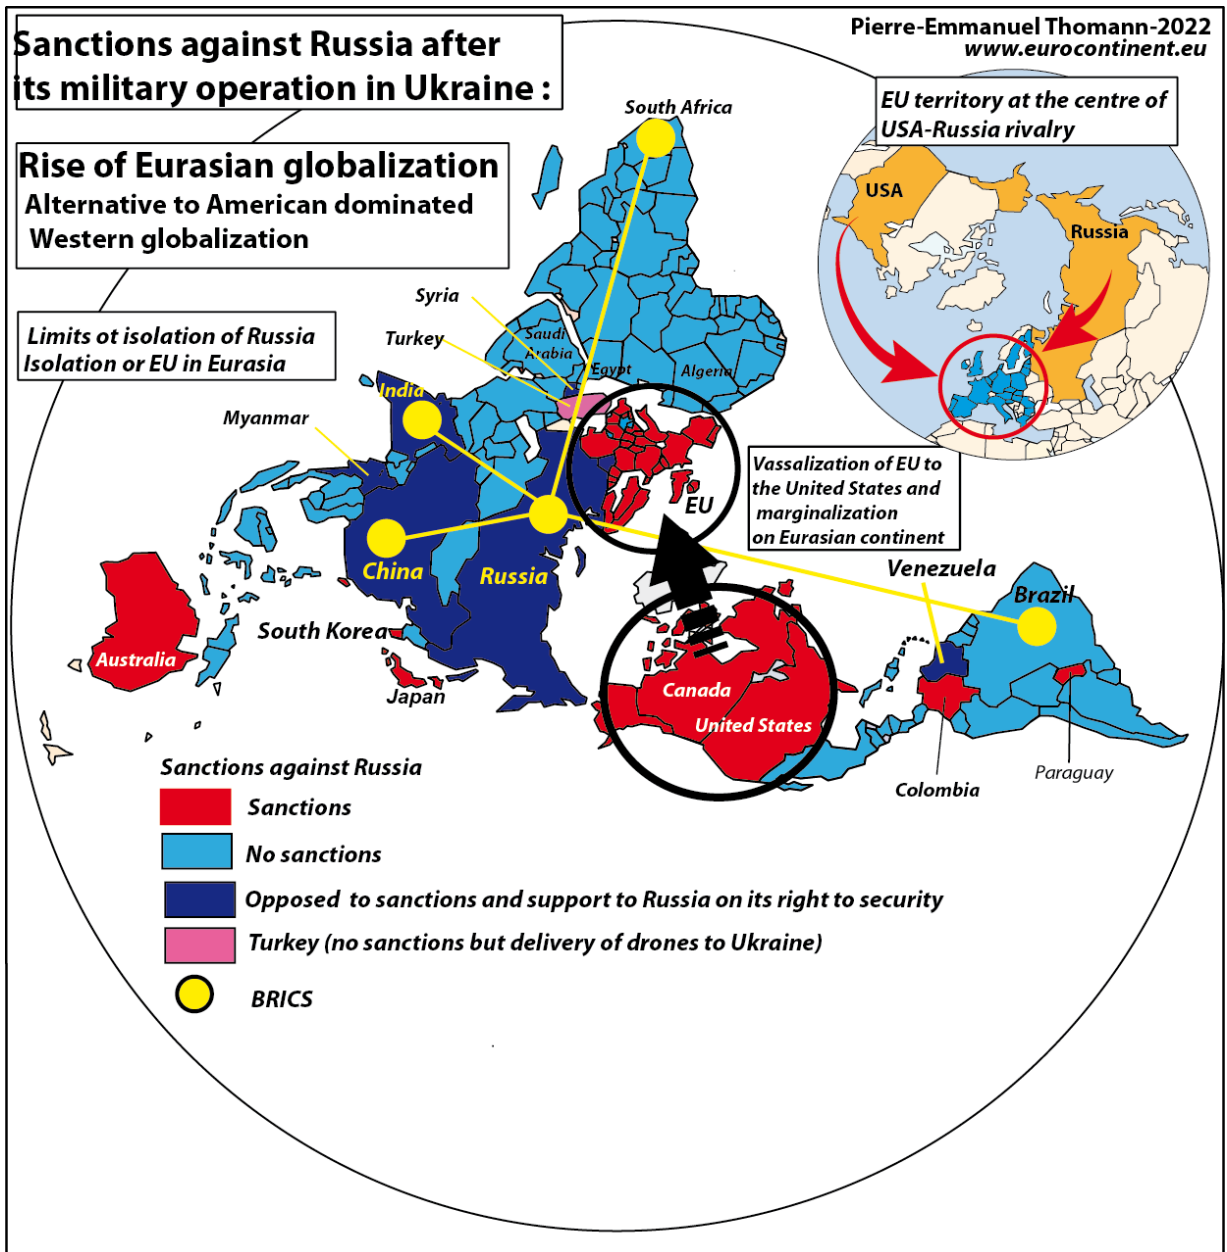 Sanctions against Russia after
its military operation in Ukraine :
Pierre-Emmanuel Thomann-2022
www.eurocontinent.eu
EU territory at the centre of
USA-Russia rivalry
Rise of Eurasian globalization
Alternative to American dominated
Western globalization
Limits ot isolation of Russia
Isolation or EU in Eurasia
South Africa
USA
Russia
Syria
Turkey
Saudi
Arabia
Egypt
Algeria
India
Myanmar
EU
Vassalization of EU to
the United States and
marginalization
on Eurasian continent
China
Russia
Venezuela
Brazil
South Korea
Australia
Japan
Canada
United States
Colombia
Paraguay
Sanctions against Russia
Sanctions
No sanctions
Opposed to sanctions and support to Russia on its right to security
Turkey (no sanctions but delivery of drones to Ukraine)
BRICS